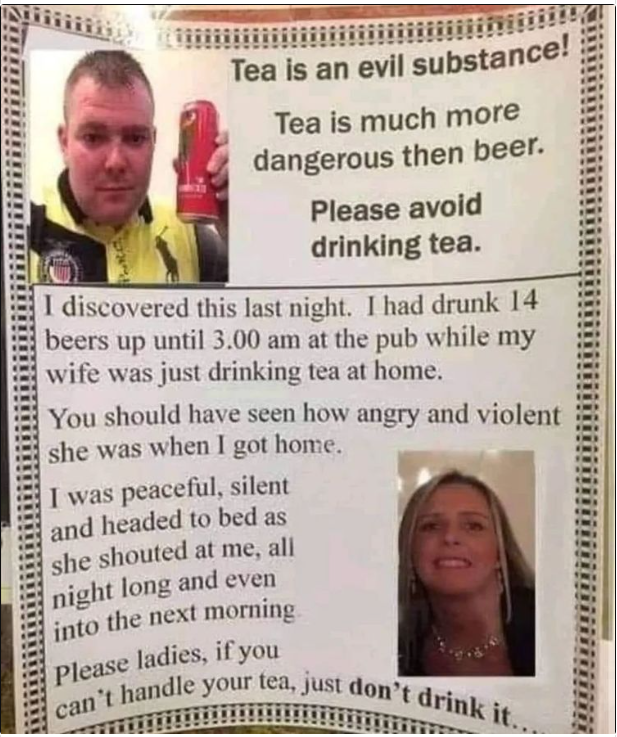 Tea is an evil substance!
Tea is much more
dangerous then beer.
Please avoid
drinking tea.
I discovered this last night. I had drunk 14
beers up until 3.00 am at the pub while my
wife was just drinking tea at home.
You should have seen how angry and violent
she was when I got home.
I was peaceful, silent
and headed to bed as
she shouted at me, all
night long and even
into the next morning
Please ladies, if you
can't handle your tea, just don't drink it....